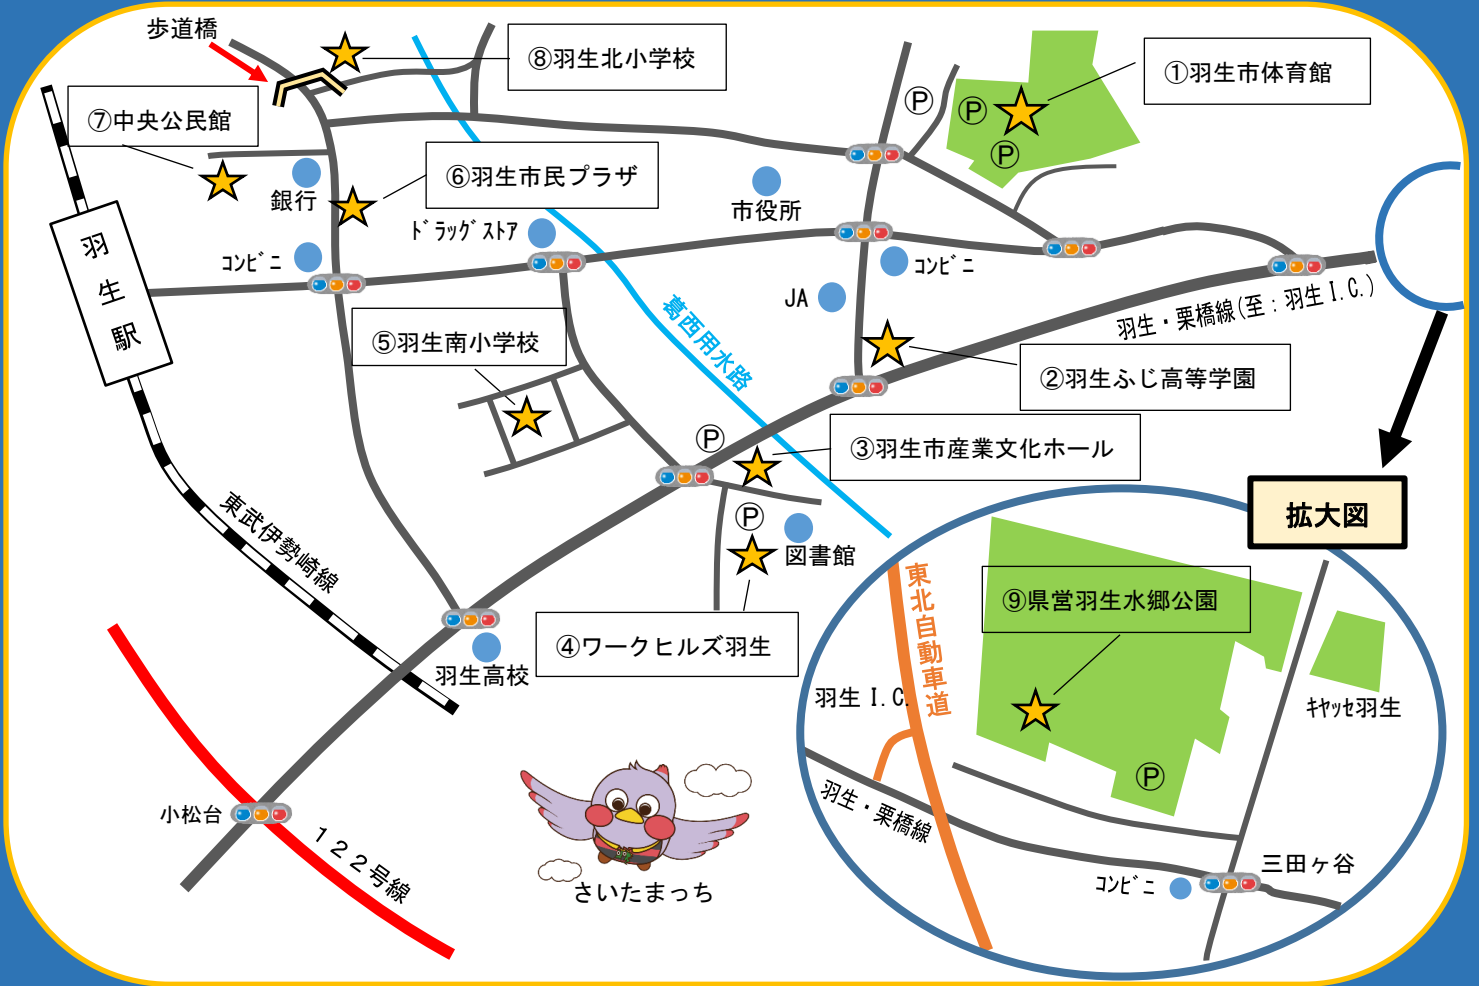 歩道橋
⑧羽生北小学校
①羽生市体育館
Ⓟ
Ⓟ
Ⓟ
⑦中央公民館
⑥羽生市民プラザ
銀行
市役所
ﾄﾞﾗｯｸﾞｽﾄｱ
ｺﾝﾋﾞﾆ
ｺﾝﾋﾞﾆ
JA
羽生駅
葛西用水路
羽生・栗橋線(至：羽生I.C.)
⑤羽生南小学校
②羽生ふじ高等学園
③羽生市産業文化ホール
Ⓟ
Ⓟ
図書館
④ワークヒルズ羽生
東武伊勢崎線
羽生高校
小松台
122号線
さいたまっち
拡大図
東北自動車道
⑨県営羽生水郷公園
羽生 I.C.
ｷﾔｯｾ羽生
Ⓟ
羽生・栗橋線
三田ヶ谷
ｺﾝﾋﾞﾆ